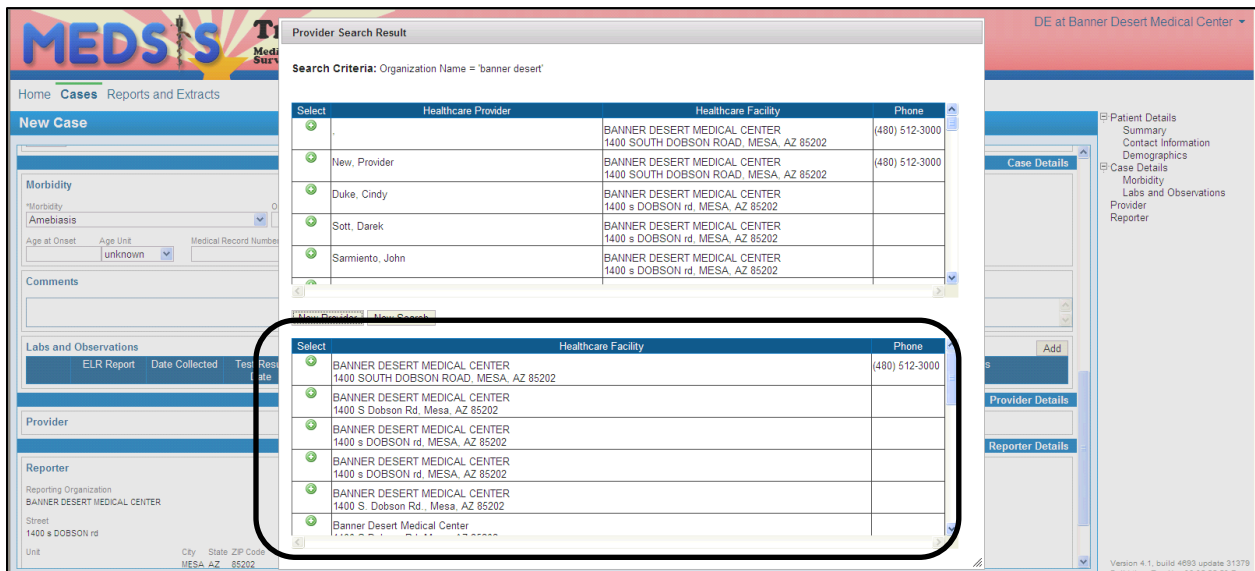 MEDSIS
DE at Banner Desert Medical Center
Home Cases Reports and Extracts
New Case
Case Details
Morbidity
*Morbidity
Amebiasis
Age at Onset Age Unit Medical Record Number
unknown
Comments
Labs and Observations
Add
ELR Report Date Collected
Date
Provider Details
Provider
Reporter Details
Reporter
Reporting Organization
BANNER DESERT MEDICAL CENTER
Street
1400 s DOBSON rd
Unit City State ZIP Code
MESA AZ 85202
Provider Search Result
Search Criteria: Organization Name = 'banner desert'
Select Healthcare Provider Healthcare Facility Phone
, BANNER DESERT MEDICAL CENTER (480) 512-3000
1400 SOUTH DOBSON ROAD, MESA, AZ 85202
New, Provider BANNER DESERT MEDICAL CENTER (480) 512-3000
1400 SOUTH DOBSON ROAD, MESA, AZ 85202
Duke, Cindy BANNER DESERT MEDICAL CENTER
1400 s DOBSON rd, MESA, AZ 85202
Sott, Darek BANNER DESERT MEDICAL CENTER
1400 s DOBSON rd, MESA, AZ 85202
Sarmiento, John BANNER DESERT MEDICAL CENTER
1400 s DOBSON rd, MESA, AZ 85202
New Provider New Search
Select Healthcare Facility Phone
BANNER DESERT MEDICAL CENTER (480) 512-3000
1400 SOUTH DOBSON ROAD, MESA, AZ 85202
BANNER DESERT MEDICAL CENTER
1400 S Dobson Rd, Mesa, AZ 85202
BANNER DESERT MEDICAL CENTER
1400 s DOBSON rd, MESA, AZ 85202
BANNER DESERT MEDICAL CENTER
1400 s DOBSON rd, MESA, AZ 85202
BANNER DESERT MEDICAL CENTER
1400 S. Dobson Rd., Mesa, AZ 85202
Banner Desert Medical Center
Patient Details
Summary
Contact Information
Demographics
Case Details
Morbidity
Labs and Observations
Provider
Reporter
Version 4.1, build 4693 update 31379